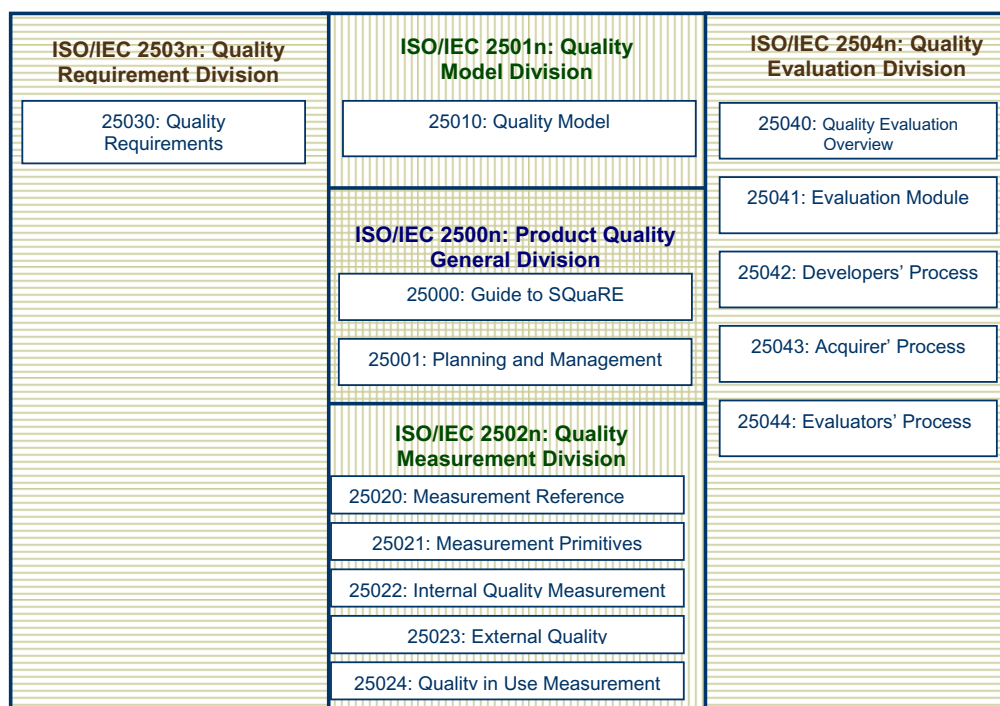 ISO/IEC 2503n: Quality
Requirement Division
25030: Quality
Requirements
ISO/IEC 2501n: Quality
Model Division
25010: Quality Model
ISO/IEC 2500n: Product Quality
General Division
25000: Guide to SQuaRE
25001: Planning and Management
ISO/IEC 2502n: Quality
Measurement Division
25020: Measurement Reference
25021: Measurement Primitives
25022: Internal Quality Measurement
25023: External Quality
25024: Quality in Use Measurement
ISO/IEC 2504n: Quality
Evaluation Division
25040: Quality Evaluation
Overview
25041: Evaluation Module
25042: Developers’ Process
25043: Acquirer’ Process
25044: Evaluators’ Process